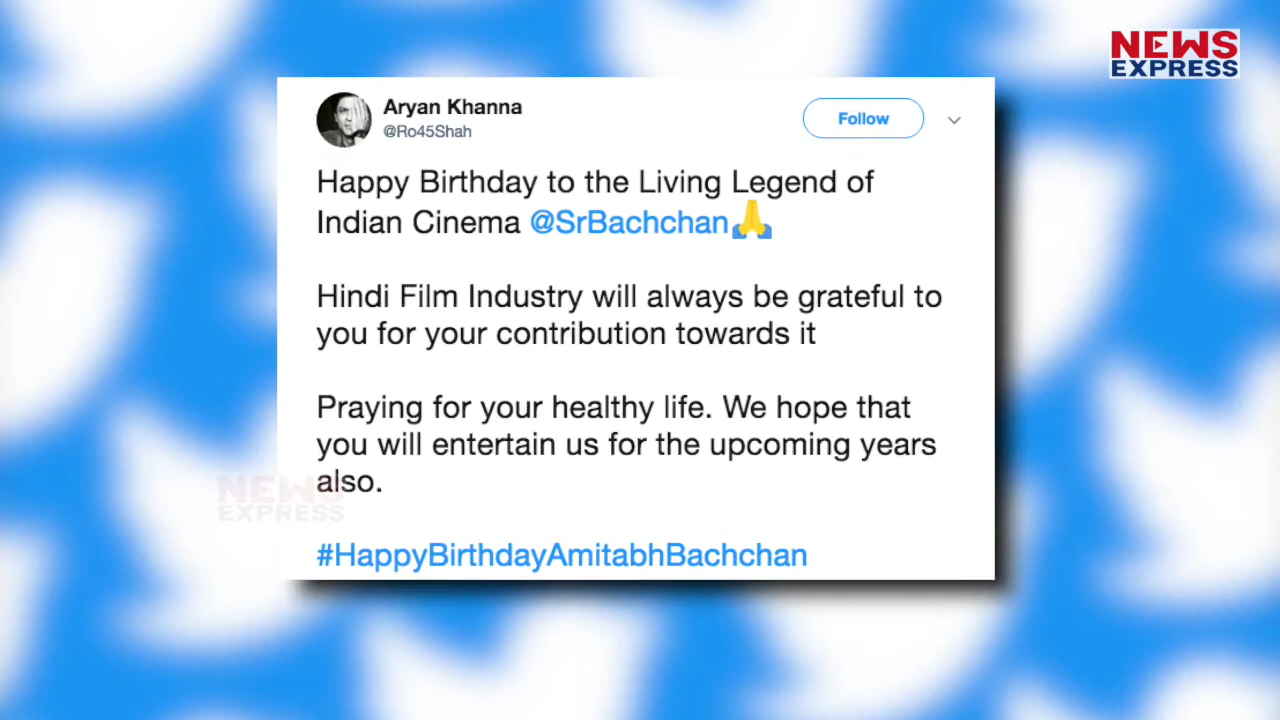 NEWS
EXPRESS
Aryan Khanna
@Ro45Shah
Follow
Happy Birthday to the Living Legend of
Indian Cinema @SrBachchan🙏
Hindi Film Industry will always be grateful to
you for your contribution towards it
Praying for your healthy life. We hope that
you will entertain us for the upcoming years
also.
NEWS
EXPRESS
#HappyBirthdayAmitabhBachchan